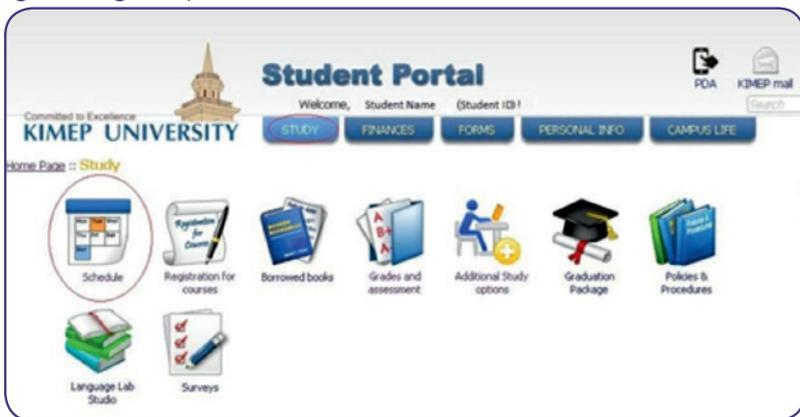 Student Portal
PDA
KIMEP mail
Welcome, Student Name (Student ID)!
Search
Committed to Excellence
KIMEP UNIVERSITY
STUDY
FINANCES
FORMS
PERSONAL INFO
CAMPUS LIFE
Home Page :: Study
Schedule
Registration for
courses
Borrowed books
Grades and
assessment
Additional Study
options
Graduation
Package
Policies &
Procedures
Language Lab
Studio
Surveys